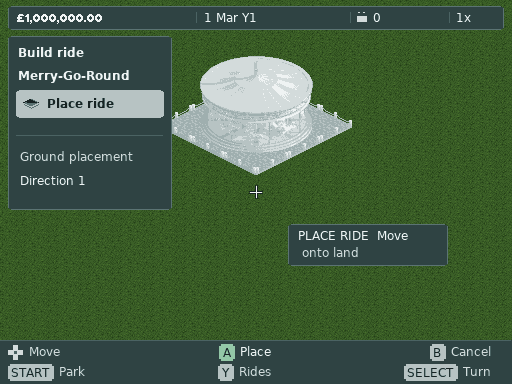 £1,000,000.00 1 Mar Y1 0 1x
Build ride
Merry-Go-Round
Place ride
Ground placement
Direction 1
PLACE RIDE Move
onto land
Move A Place B Cancel
START Park Y Rides SELECT Turn